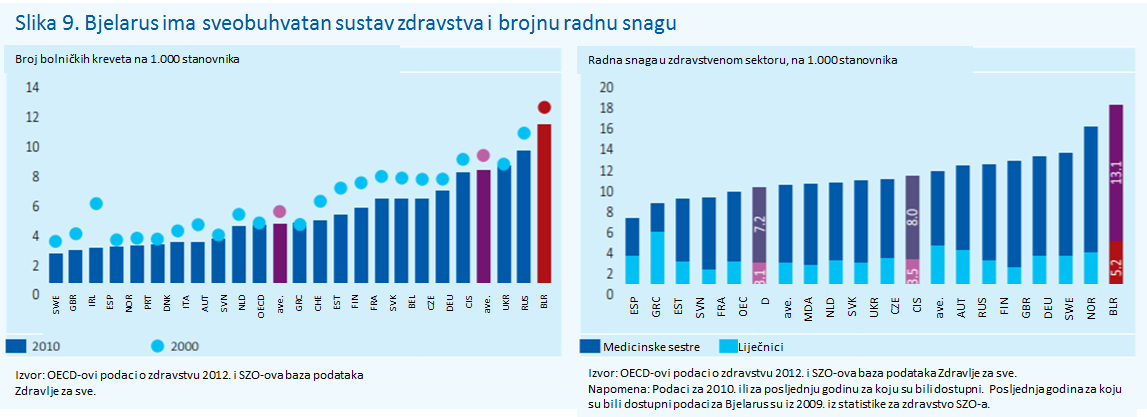 Slika 9. Bjelarus ima sveobuhvatan sustav zdravstva i brojnu radnu snagu
Broj bolničkih kreveta na 1.000 stanovnika
14
12
10
8
6
4
2
0
SWE GBR IRL ESP NOR PRT DNK ITA AUT SVN NLD OECD ave. GRC CHE EST FIN FRA SVK BEL CZE DEU CIS ave. UKR RUS BLR
2010 2000
Izvor: OECD-ovi podaci o zdravstvu 2012. i SZO-ova baza podataka
Zdravlje za sve.
Radna snaga u zdravstvenom sektoru, na 1.000 stanovnika
20
18
16
14
12
10
8
6
4
2
0
7.2 8.0 13.1
3.1 3.5 5.2
ESP GRC EST SVN FRA OEC D ave. MDA NLD SVK UKR CZE CIS ave. AUT RUS FIN GBR DEU SWE NOR BLR
Medicinske sestre Liječnici
Izvor: OECD-ovi podaci o zdravstvu 2012. i SZO-ova baza podataka Zdravlje za sve.
Napomena: Podaci za 2010. ili za posljednju godinu za koju su bili dostupni. Posljednja godina za koju
su bili dostupni podaci za Bjelarus su iz 2009. iz statistike za zdravstvo SZO-a.